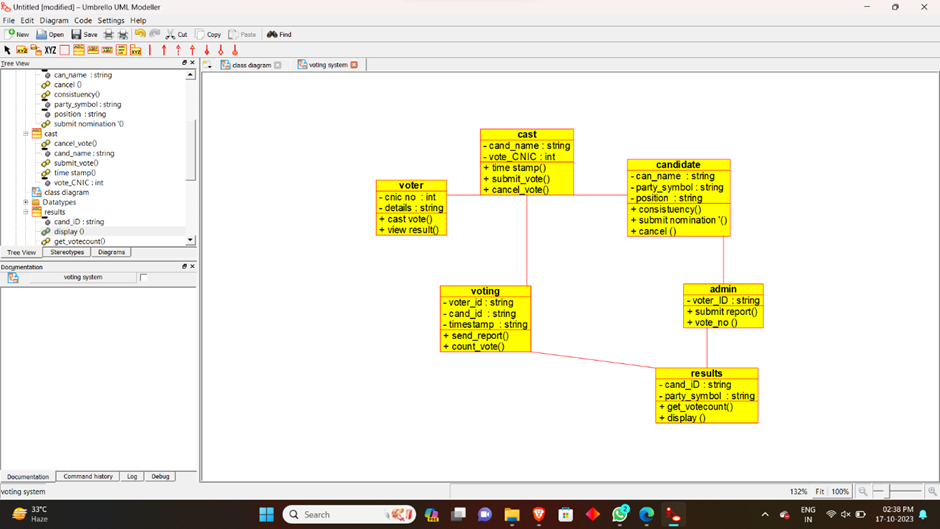 Untitled [modified] – Umbrello UML Modeller
File Edit Diagram Code Settings Help
New Open Save Cut Copy Paste Find
XYZ XYZ
Tree View
class diagram
voting system
can_name : string
cancel ()
consistuency()
party_symbol : string
position : string
submit nomination '()
cast
cancel_vote()
cand_name : string
submit_vote()
time stamp()
vote_CNIC : int
class diagram
Datatypes
results
cand_iD : string
display ()
get_votecount()
Tree View Stereotypes Diagrams
Documentation
voting system
Documentation Command history Log Debug
cast
- cand_name : string
- vote_CNIC : int
+ time stamp()
+ submit_vote()
+ cancel_vote()
voter
- cnic no : int
- details : string
+ cast vote()
+ view result()
candidate
- can_name : string
- party_symbol : string
- position : string
+ consistuency()
+ submit nomination '()
+ cancel ()
voting
- voter_id : string
- cand_id : string
- timestamp : string
+ send_report()
+ count_vote()
admin
- voter_ID : string
+ submit report()
+ vote_no ()
results
- cand_iD : string
- party_symbol : string
+ get_votecount()
+ display ()
voting system
132% Fit 100%
33°C
Haze
Search
ENG
IN
02:38 PM
17-10-2023